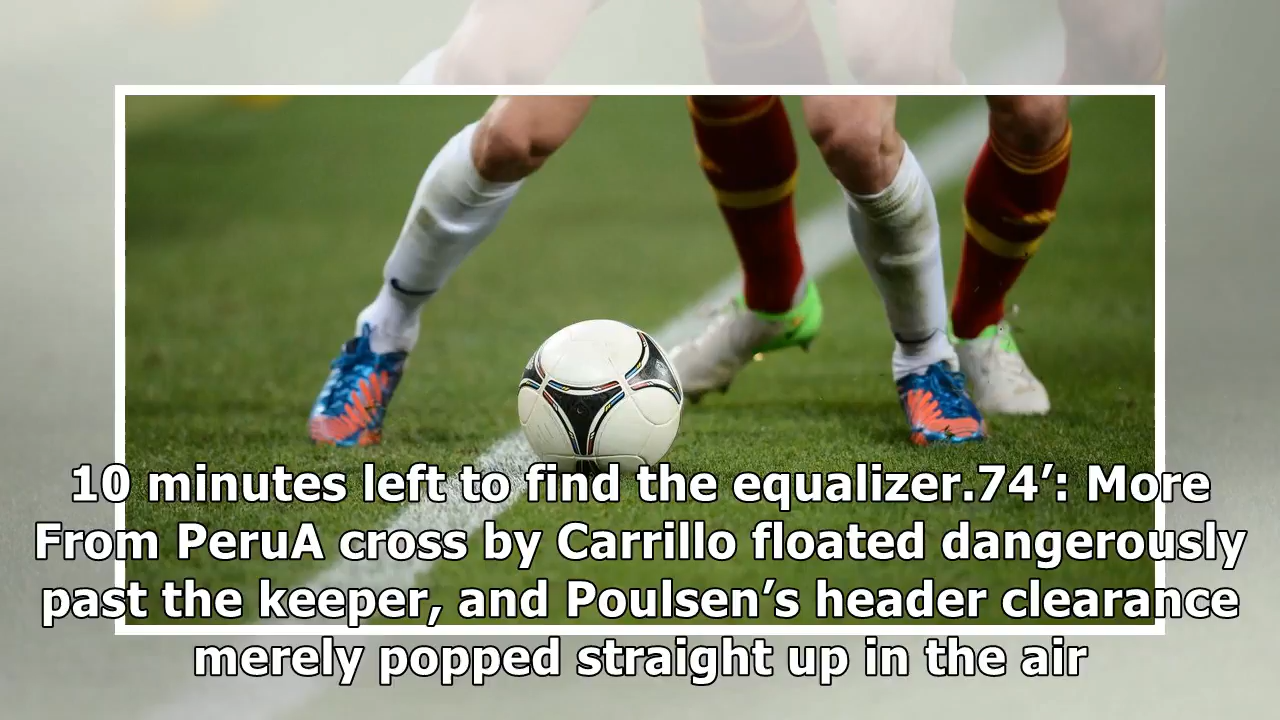 10 minutes left to find the equalizer.74’: More
From PeruA cross by Carrillo floated dangerously
past the keeper, and Poulsen’s header clearance
merely popped straight up in the air